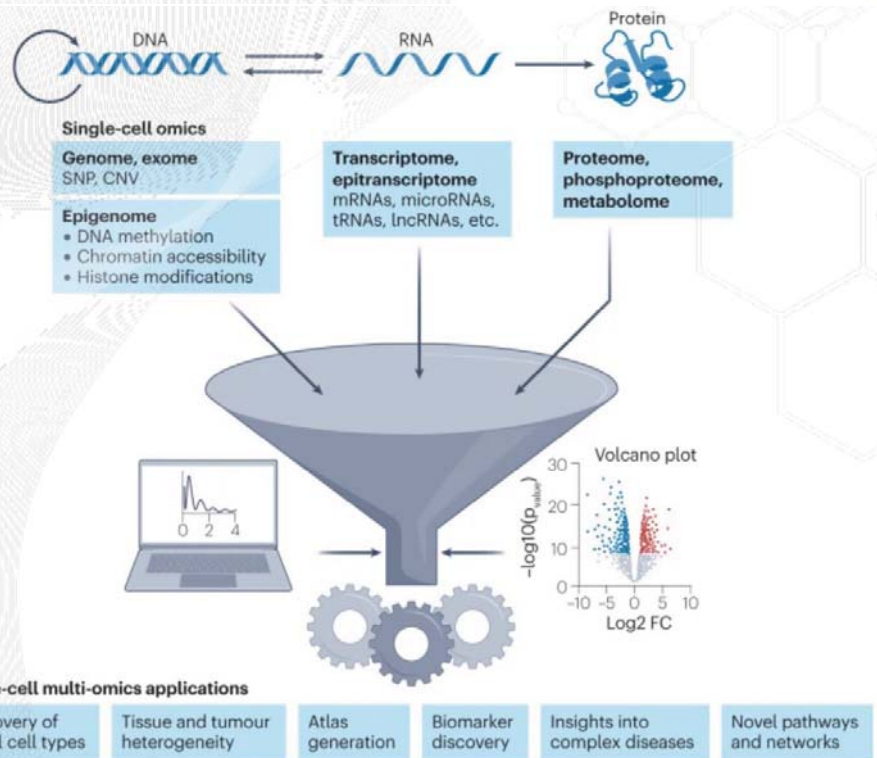 DNA
RNA
Protein
Single-cell omics
Genome, exome
SNP, CNV
Epigenome
• DNA methylation
• Chromatin accessibility
• Histone modifications
Transcriptome,
epitranscriptome
mRNAs, microRNAs,
tRNAs, lncRNAs, etc.
Proteome,
phosphoproteome,
metabolome
0 2 4
Volcano plot
30
20
10
0
-log10(pvalue)
-10 -5 0 5 10
Log2 FC
-cell multi-omics applications
cell types
Tissue and tumour
heterogeneity
Atlas
generation
Biomarker
discovery
Insights into
complex diseases
Novel pathways
and networks